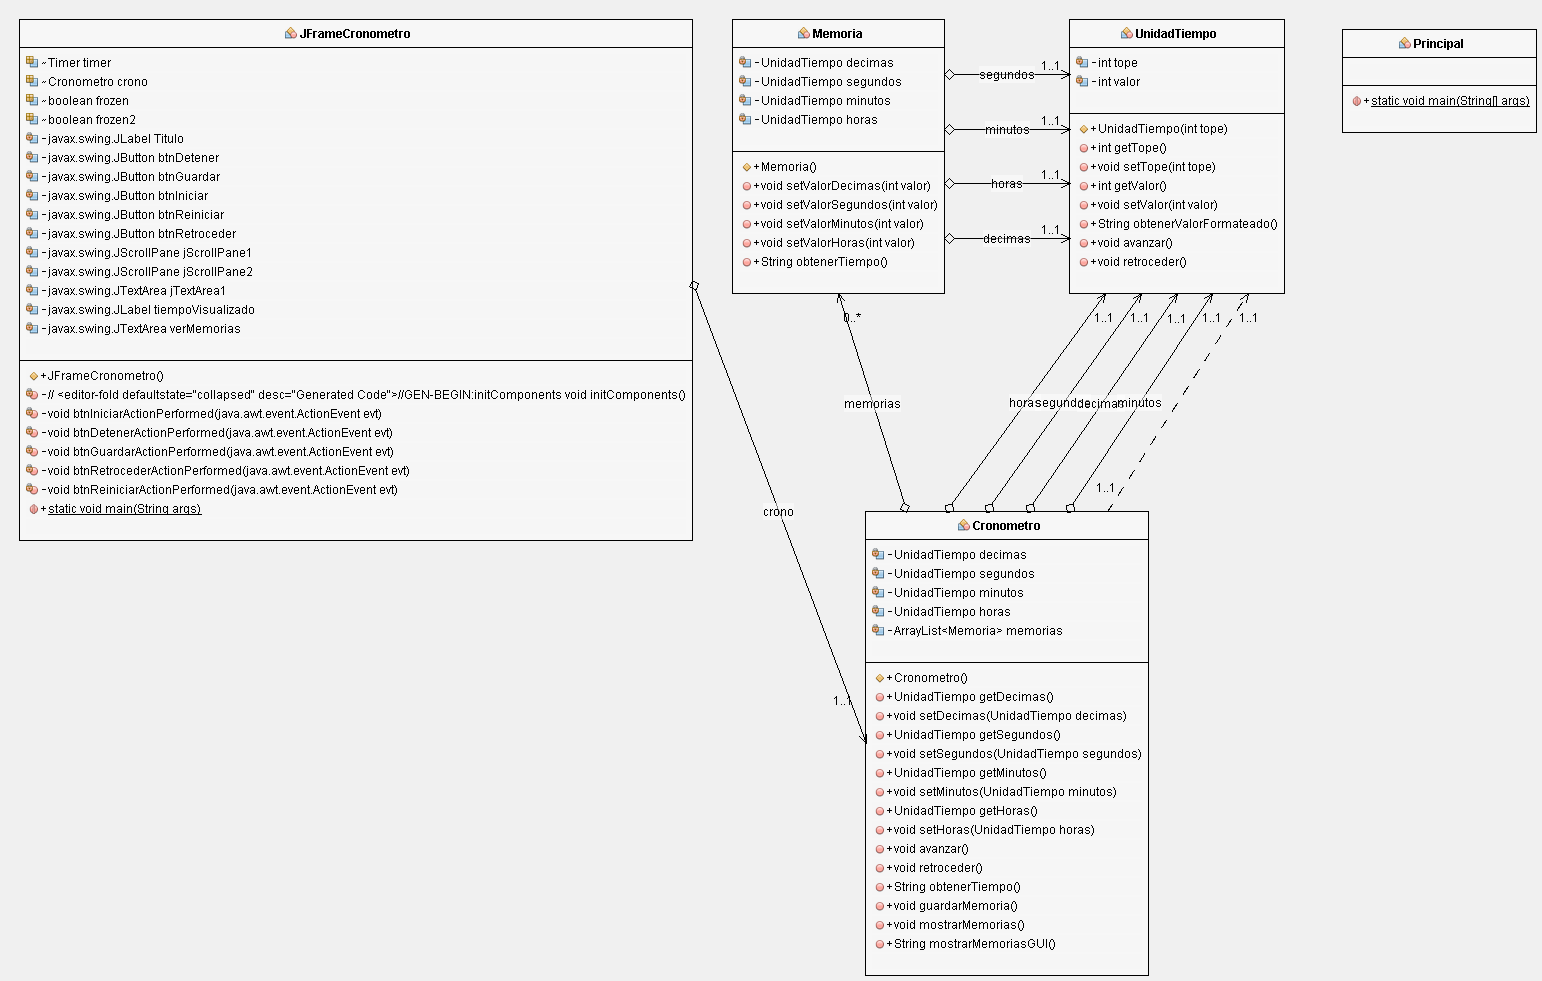 JFrameCronometro
~Timer timer
~Cronometro crono
~boolean frozen
~boolean frozen2
-javax.swing.JLabel Titulo
-javax.swing.JButton btnDetener
-javax.swing.JButton btnGuardar
-javax.swing.JButton btnIniciar
-javax.swing.JButton btnReiniciar
-javax.swing.JButton btnRetroceder
-javax.swing.JScrollPane jScrollPane1
-javax.swing.JScrollPane jScrollPane2
-javax.swing.JTextArea jTextArea1
-javax.swing.JLabel tiempoVisualizado
-javax.swing.JTextArea verMemorias
+JFrameCronometro()
-// <editor-fold defaultstate="collapsed" desc="Generated Code">//GEN-BEGIN:initComponents void initComponents()
-void btnIniciarActionPerformed(java.awt.event.ActionEvent evt)
-void btnDetenerActionPerformed(java.awt.event.ActionEvent evt)
-void btnGuardarActionPerformed(java.awt.event.ActionEvent evt)
-void btnRetrocederActionPerformed(java.awt.event.ActionEvent evt)
-void btnReiniciarActionPerformed(java.awt.event.ActionEvent evt)
+static void main(String args)
Memoria
-UnidadTiempo decimas
-UnidadTiempo segundos
-UnidadTiempo minutos
-UnidadTiempo horas
+Memoria()
+void setValorDecimas(int valor)
+void setValorSegundos(int valor)
+void setValorMinutos(int valor)
+void setValorHoras(int valor)
+String obtenerTiempo()
segundos 1..1
minutos 1..1
horas 1..1
decimas 1..1
UnidadTiempo
-int tope
-int valor
+UnidadTiempo(int tope)
+int getTope()
+void setTope(int tope)
+int getValor()
+void setValor(int valor)
+String obtenerValorFormateado()
+void avanzar()
+void retroceder()
Principal
+static void main(String[] args)
0..*
1..1 1..1 1..1 1..1 1..1
memorias
horas segundos decimas minutos
1..1
crono
1..1
Cronometro
-UnidadTiempo decimas
-UnidadTiempo segundos
-UnidadTiempo minutos
-UnidadTiempo horas
-ArrayList<Memoria> memorias
+Cronometro()
+UnidadTiempo getDecimas()
+void setDecimas(UnidadTiempo decimas)
+UnidadTiempo getSegundos()
+void setSegundos(UnidadTiempo segundos)
+UnidadTiempo getMinutos()
+void setMinutos(UnidadTiempo minutos)
+UnidadTiempo getHoras()
+void setHoras(UnidadTiempo horas)
+void avanzar()
+void retroceder()
+String obtenerTiempo()
+void guardarMemoria()
+void mostrarMemorias()
+String mostrarMemoriasGUI()